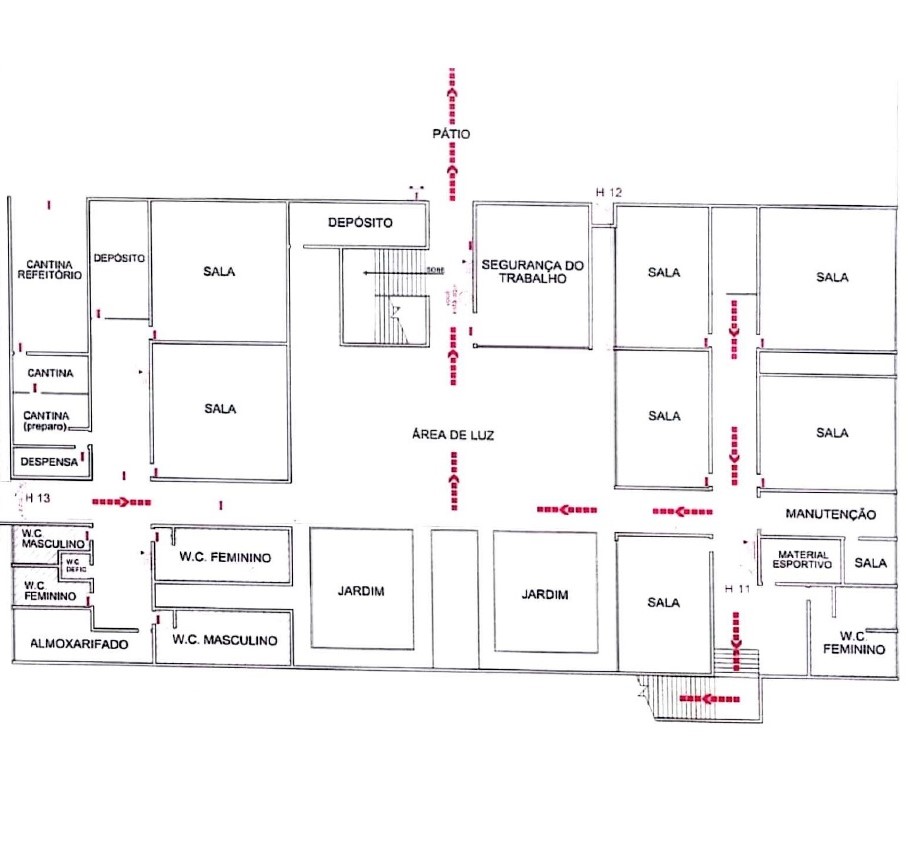 PÁTIO
H 12
DEPÓSITO
CANTINA
REFEITÓRIO
DEPÓSITO
SALA
SOBE
SEGURANÇA DO
TRABALHO
SALA
SALA
CANTINA
CANTINA
(preparo)
SALA
SALA
SALA
ÁREA DE LUZ
DESPENSA
H 13
MANUTENÇÃO
W.C.
MASCULINO
W.C
DEFIC
W.C.
FEMININO
W.C. FEMININO
JARDIM
JARDIM
SALA
MATERIAL
ESPORTIVO
SALA
H 11
ALMOXARIFADO
W.C. MASCULINO
W.C
FEMININO